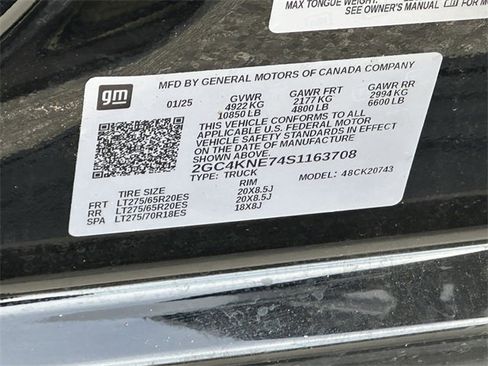 MAX TONGUE WEIGHT:
SEE OWNER'S MANUAL
gm
MFD BY GENERAL MOTORS OF CANADA COMPANY
01/25 GVWR GAWR FRT GAWR RR
4922 KG 2177 KG 2994 KG
10850 LB 4800 LB 6600 LB
THIS VEHICLE CONFORMS TO ALL
APPLICABLE U.S. FEDERAL MOTOR
VEHICLE SAFETY STANDARDS IN EFFECT
ON THE DATE OF MANUFACTURE
SHOWN ABOVE.
2GC4KNE74S1163708
TYPE: TRUCK MODEL: 48CK20743
TIRE SIZE RIM
FRT LT275/65R20ES 20X8.5J
RR LT275/65R20ES 20X8.5J
SPA LT275/70R18ES 18X8J